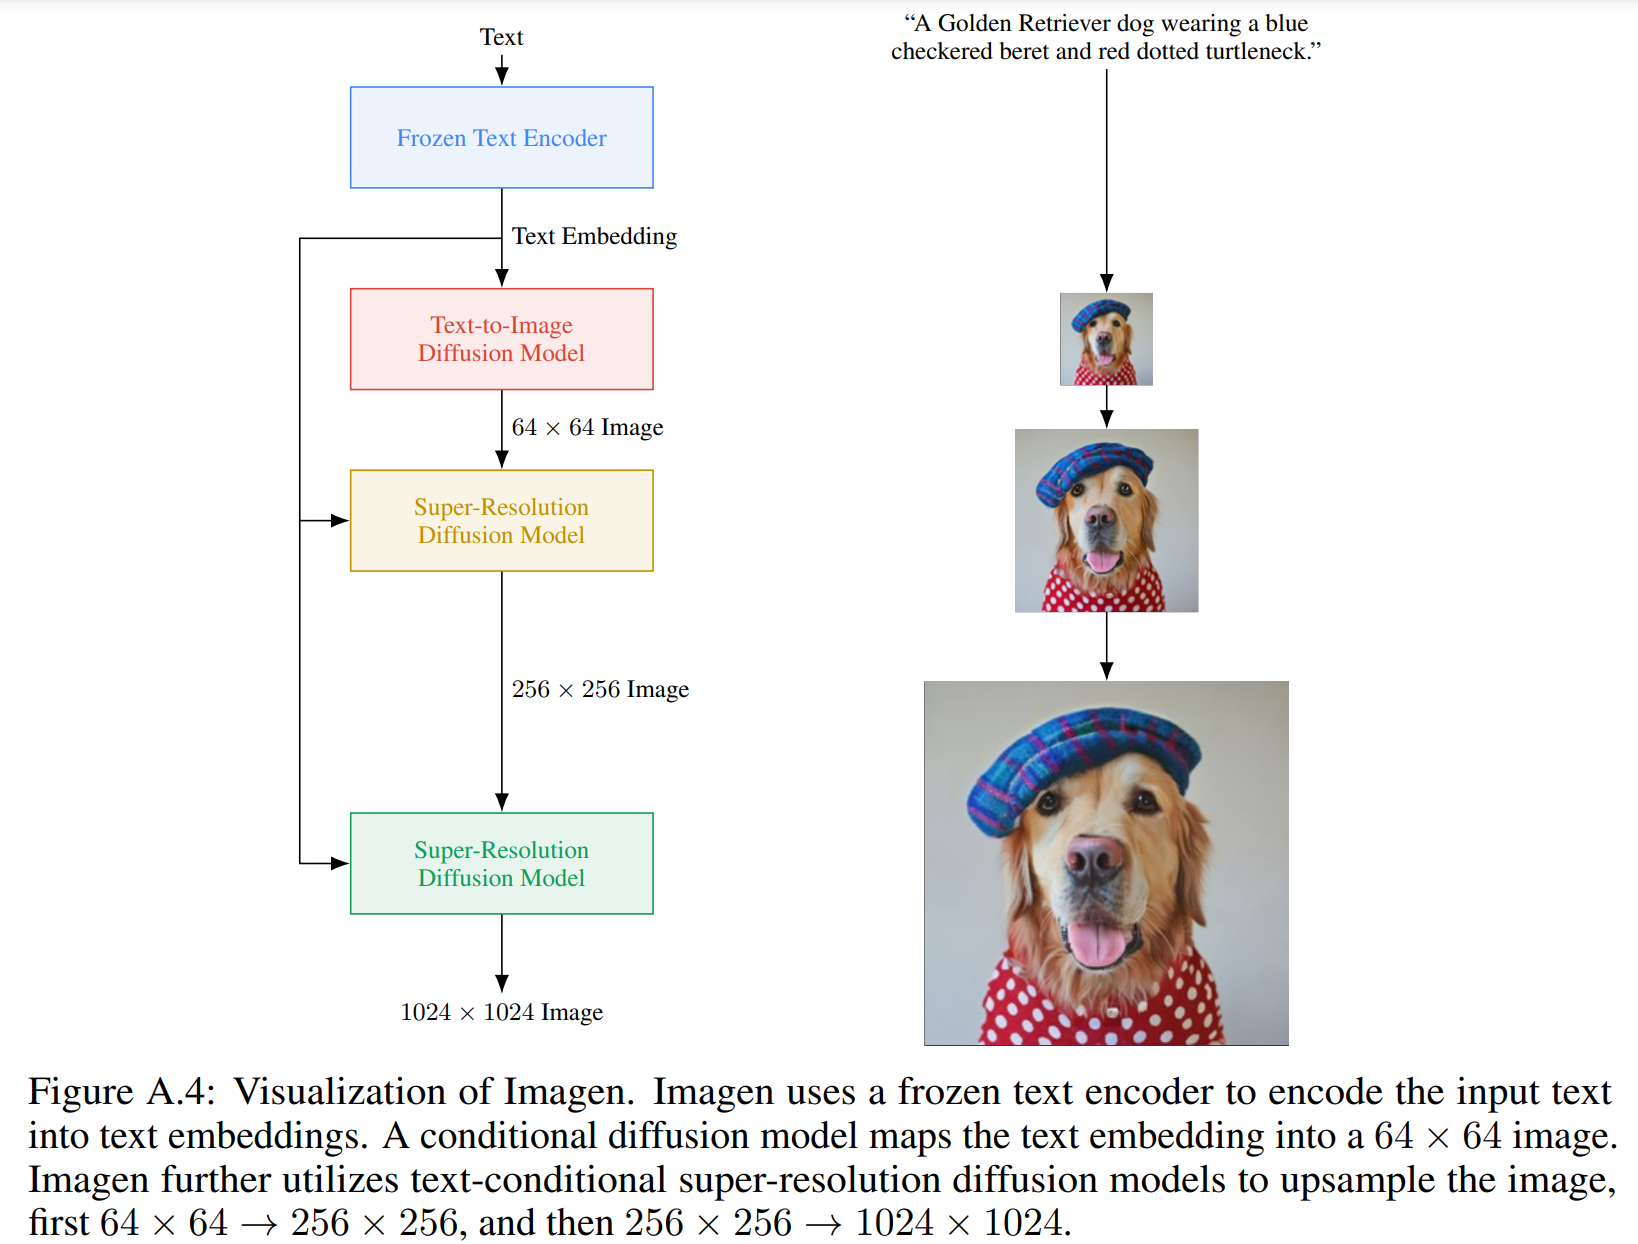 Text
Frozen Text Encoder
Text Embedding
Text-to-Image
Diffusion Model
64 × 64 Image
Super-Resolution
Diffusion Model
256 × 256 Image
Super-Resolution
Diffusion Model
1024 × 1024 Image
“A Golden Retriever dog wearing a blue
checkered beret and red dotted turtleneck.”
Figure A.4: Visualization of Imagen. Imagen uses a frozen text encoder to encode the input text
into text embeddings. A conditional diffusion model maps the text embedding into a 64 × 64 image.
Imagen further utilizes text-conditional super-resolution diffusion models to upsample the image,
first 64 × 64 → 256 × 256, and then 256 × 256 → 1024 × 1024.